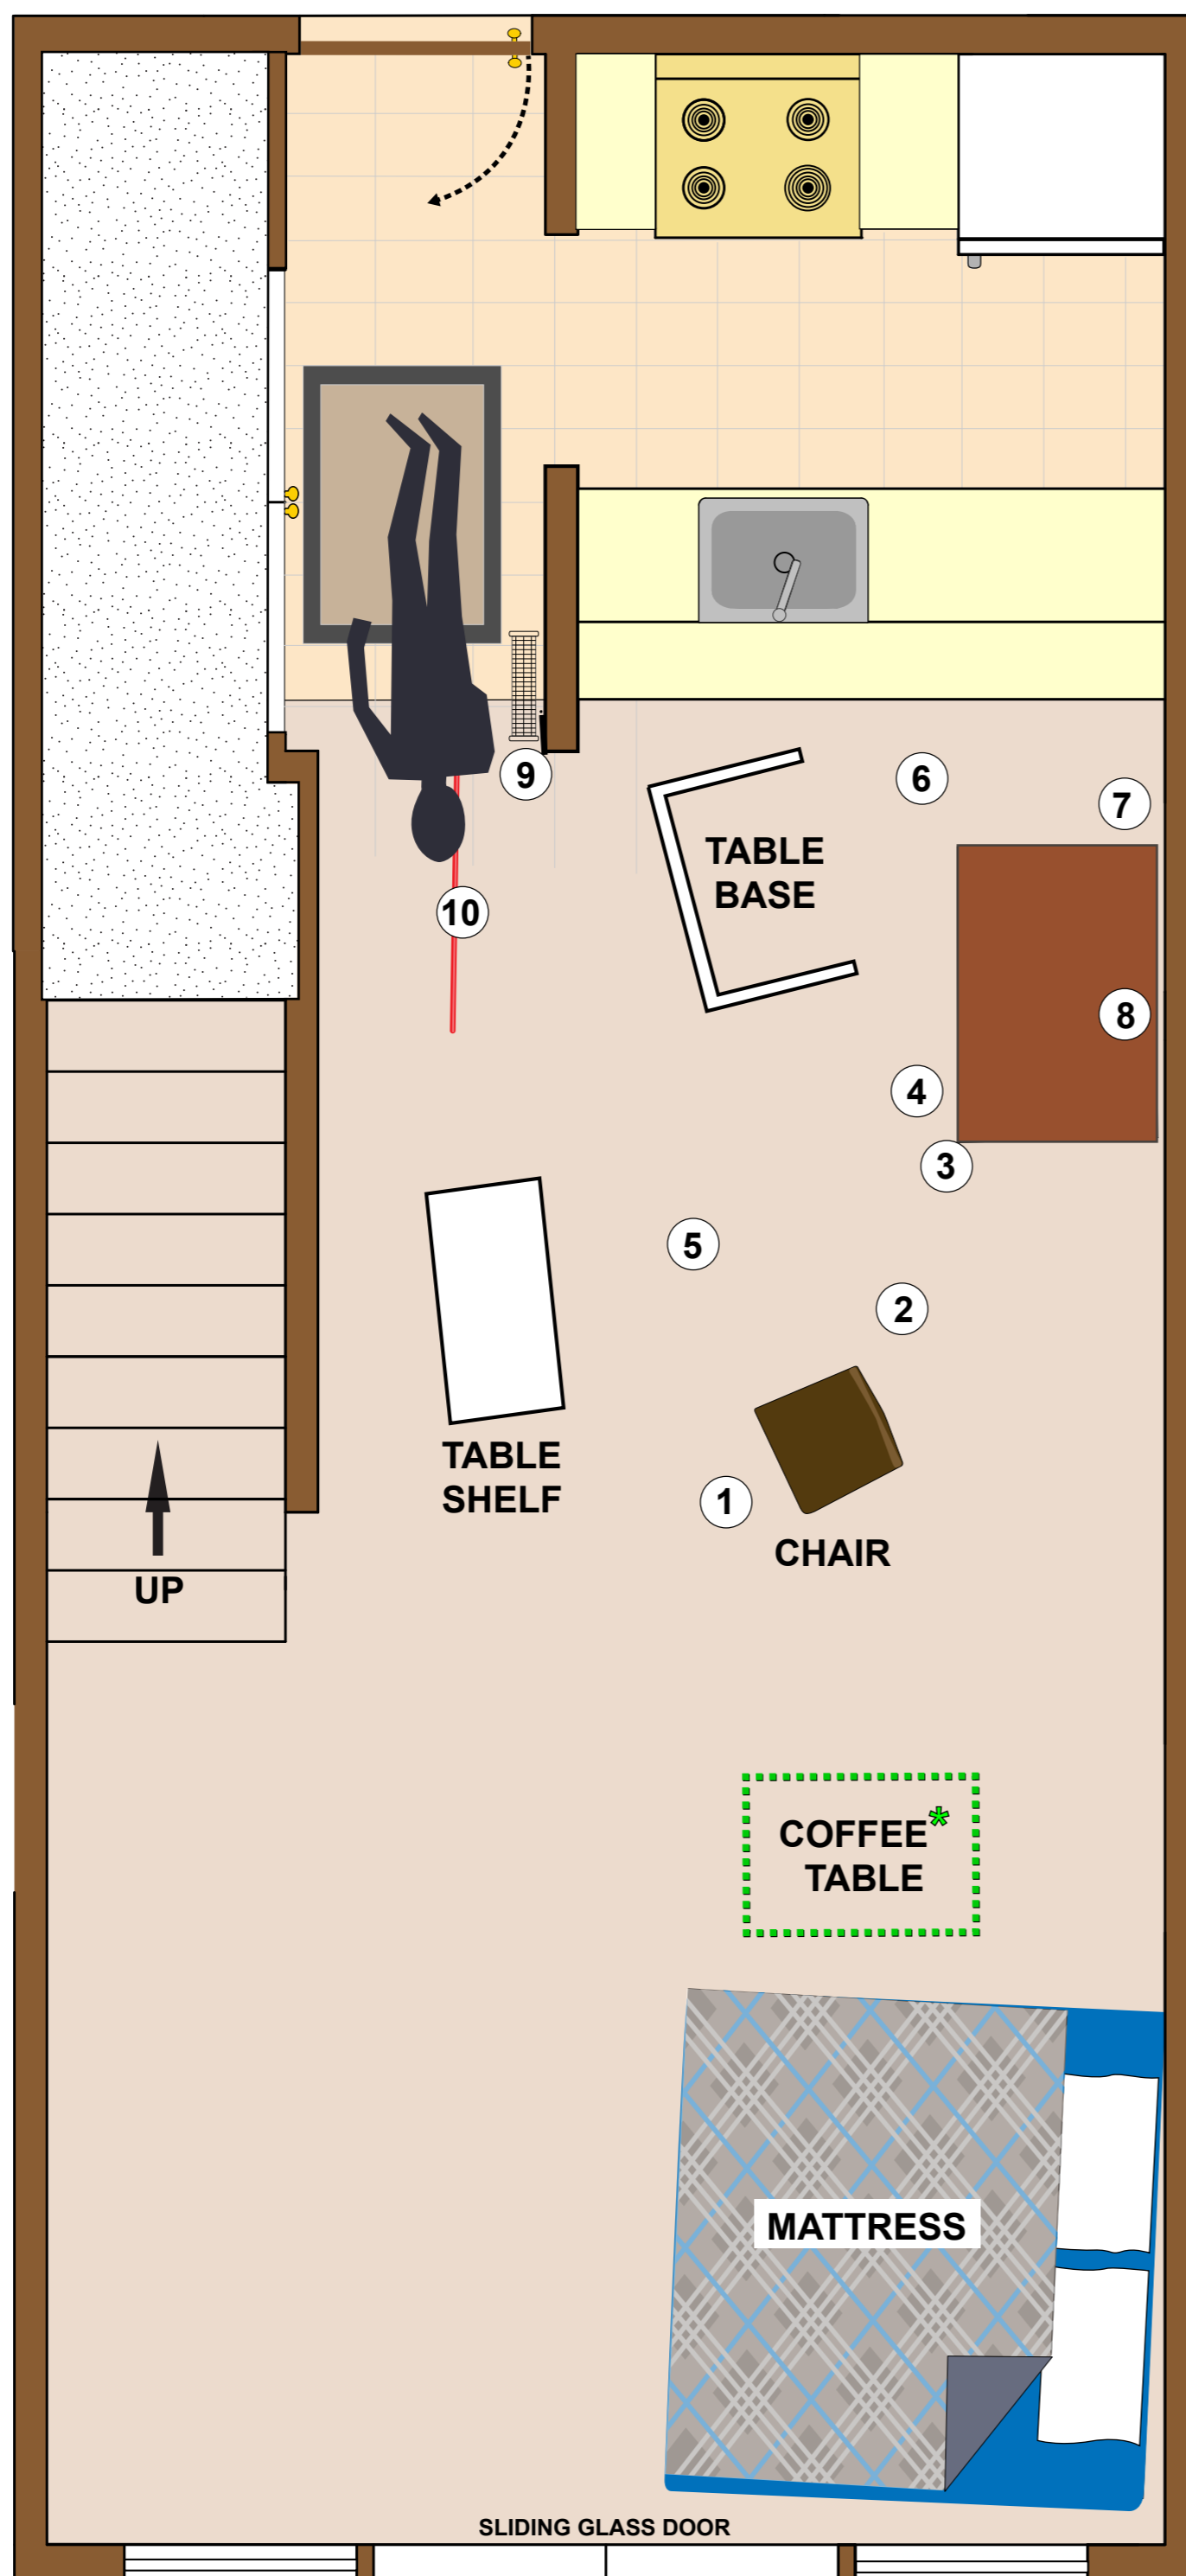 9
6
7
TABLE
BASE
10
8
4
3
5
2
TABLE
SHELF
1
CHAIR
UP
COFFEE*
TABLE
MATTRESS
SLIDING GLASS DOOR